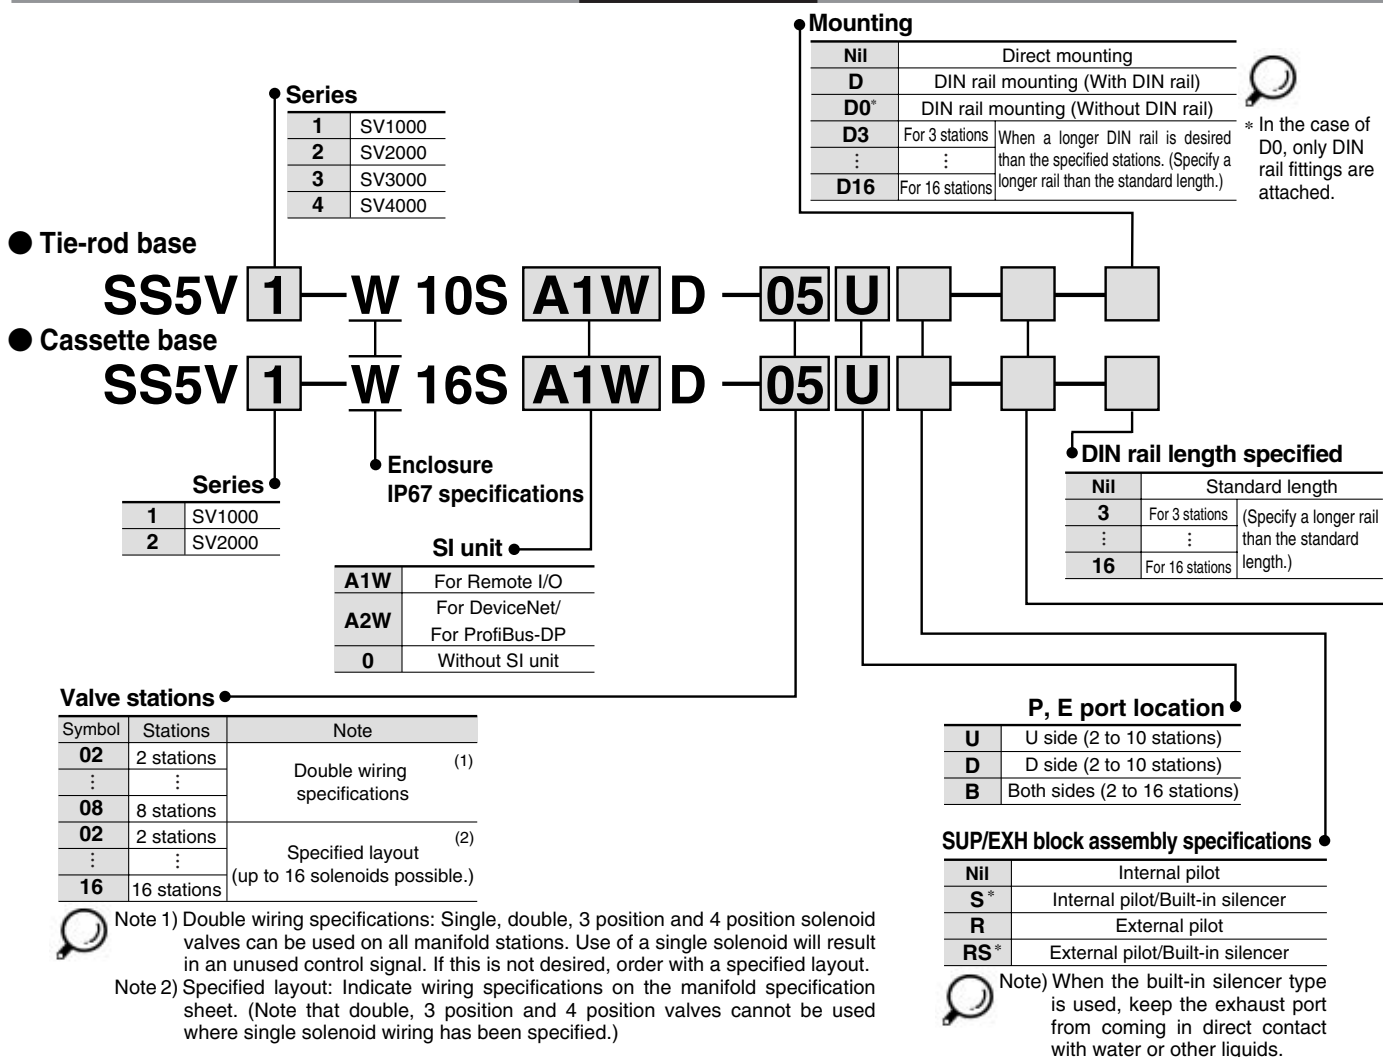 Mounting
Nil Direct mounting
D DIN rail mounting (With DIN rail)
D0* DIN rail mounting (Without DIN rail)
D3 For 3 stations When a longer DIN rail is desired
⋮ ⋮ than the specified stations. (Specify a
D16 For 16 stations longer rail than the standard length.)
* In the case of
D0, only DIN
rail fittings are
attached.
Series
1 SV1000
2 SV2000
3 SV3000
4 SV4000
● Tie-rod base
SS5V 1 — W 10S A1W D — 05 U
● Cassette base
SS5V 1 — W 16S A1W D — 05 U
Series
1 SV1000
2 SV2000
Enclosure
IP67 specifications
SI unit
A1W For Remote I/O
A2W For DeviceNet/
For ProfiBus-DP
0 Without SI unit
DIN rail length specified
Nil Standard length
3 For 3 stations (Specify a longer rail
⋮ ⋮ than the standard
16 For 16 stations length.)
Valve stations
Symbol Stations Note
02 2 stations Double wiring (1)
⋮ ⋮ specifications
08 8 stations
02 2 stations (2)
⋮ ⋮ Specified layout
16 16 stations (up to 16 solenoids possible.)
Note 1) Double wiring specifications: Single, double, 3 position and 4 position solenoid
valves can be used on all manifold stations. Use of a single solenoid will result
in an unused control signal. If this is not desired, order with a specified layout.
Note 2) Specified layout: Indicate wiring specifications on the manifold specification
sheet. (Note that double, 3 position and 4 position valves cannot be used
where single solenoid wiring has been specified.)
P, E port location
U U side (2 to 10 stations)
D D side (2 to 10 stations)
B Both sides (2 to 16 stations)
SUP/EXH block assembly specifications
Nil Internal pilot
S* Internal pilot/Built-in silencer
R External pilot
RS* External pilot/Built-in silencer
Note) When the built-in silencer type
is used, keep the exhaust port
from coming in direct contact
with water or other liquids.